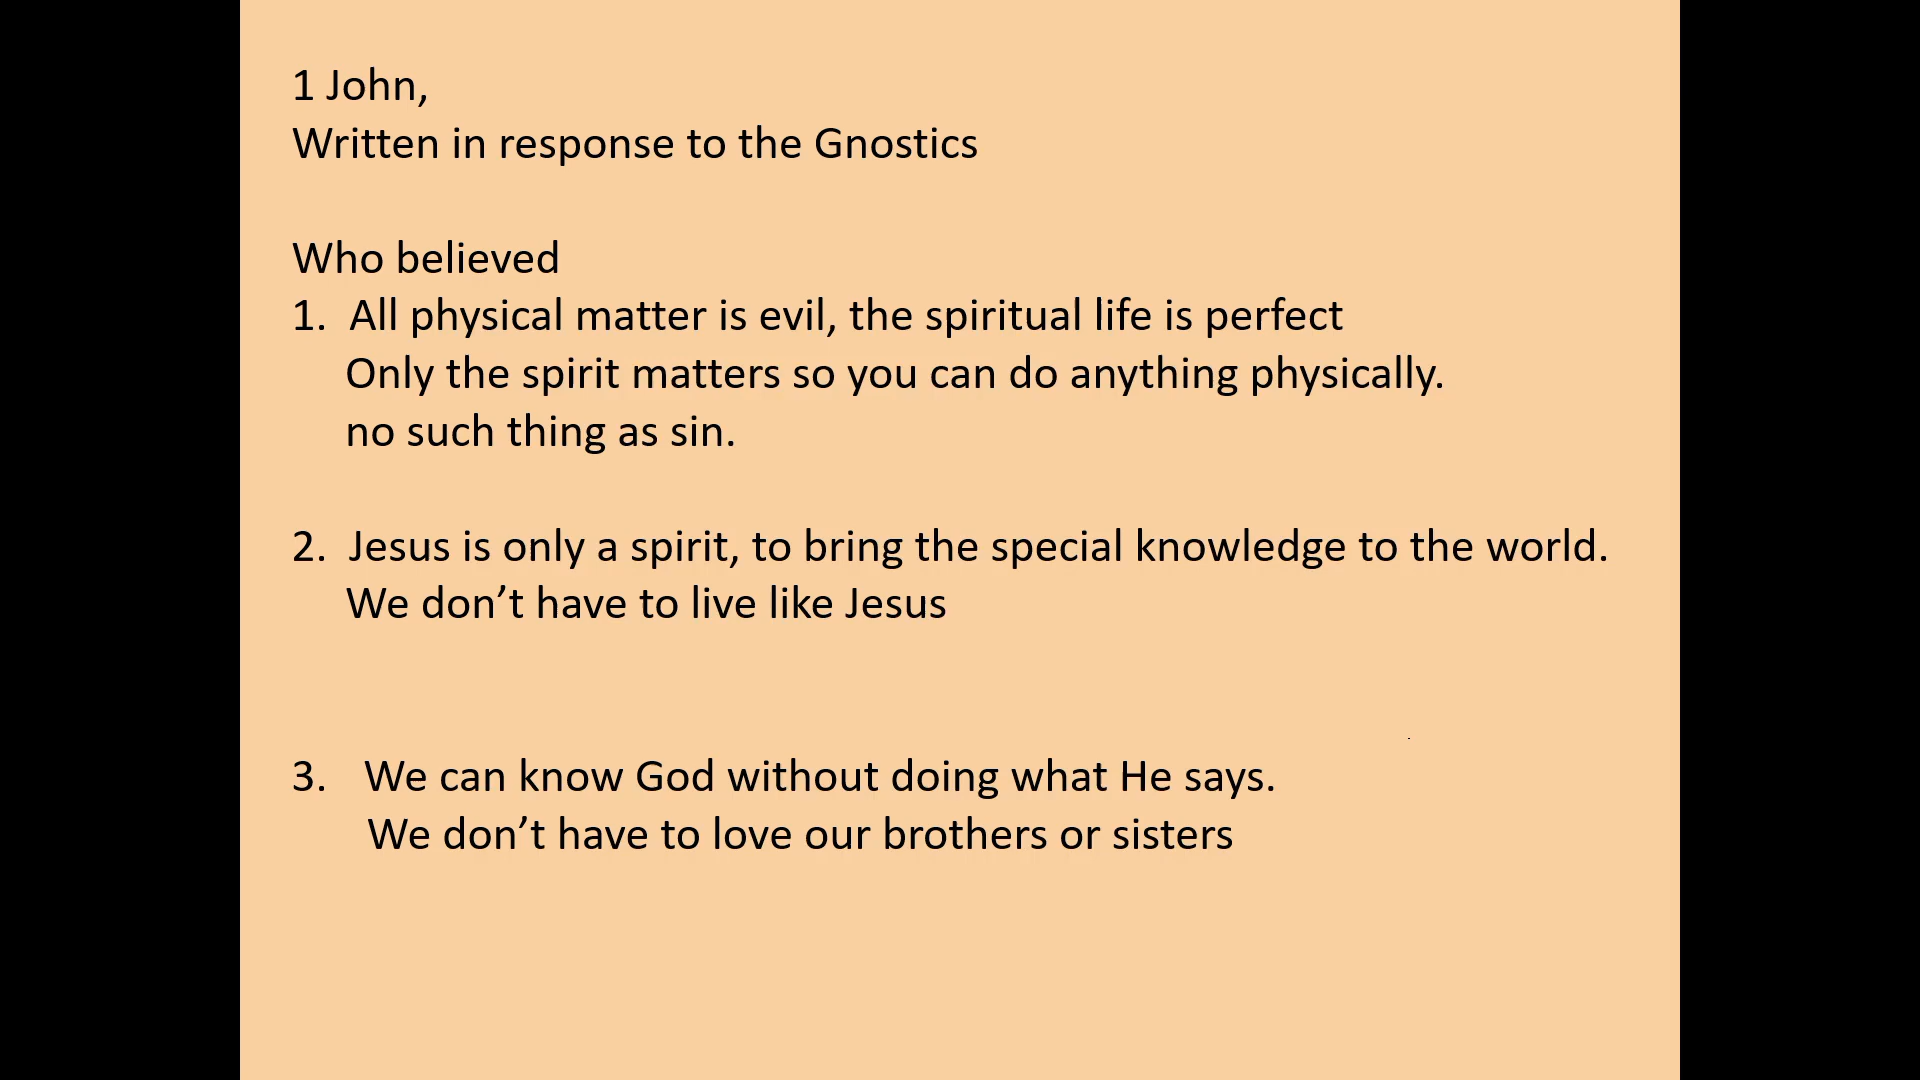 1 John,
Written in response to the Gnostics
Who believed
1. All physical matter is evil, the spiritual life is perfect
Only the spirit matters so you can do anything physically.
no such thing as sin.
2. Jesus is only a spirit, to bring the special knowledge to the world.
We don’t have to live like Jesus
3. We can know God without doing what He says.
We don’t have to love our brothers or sisters